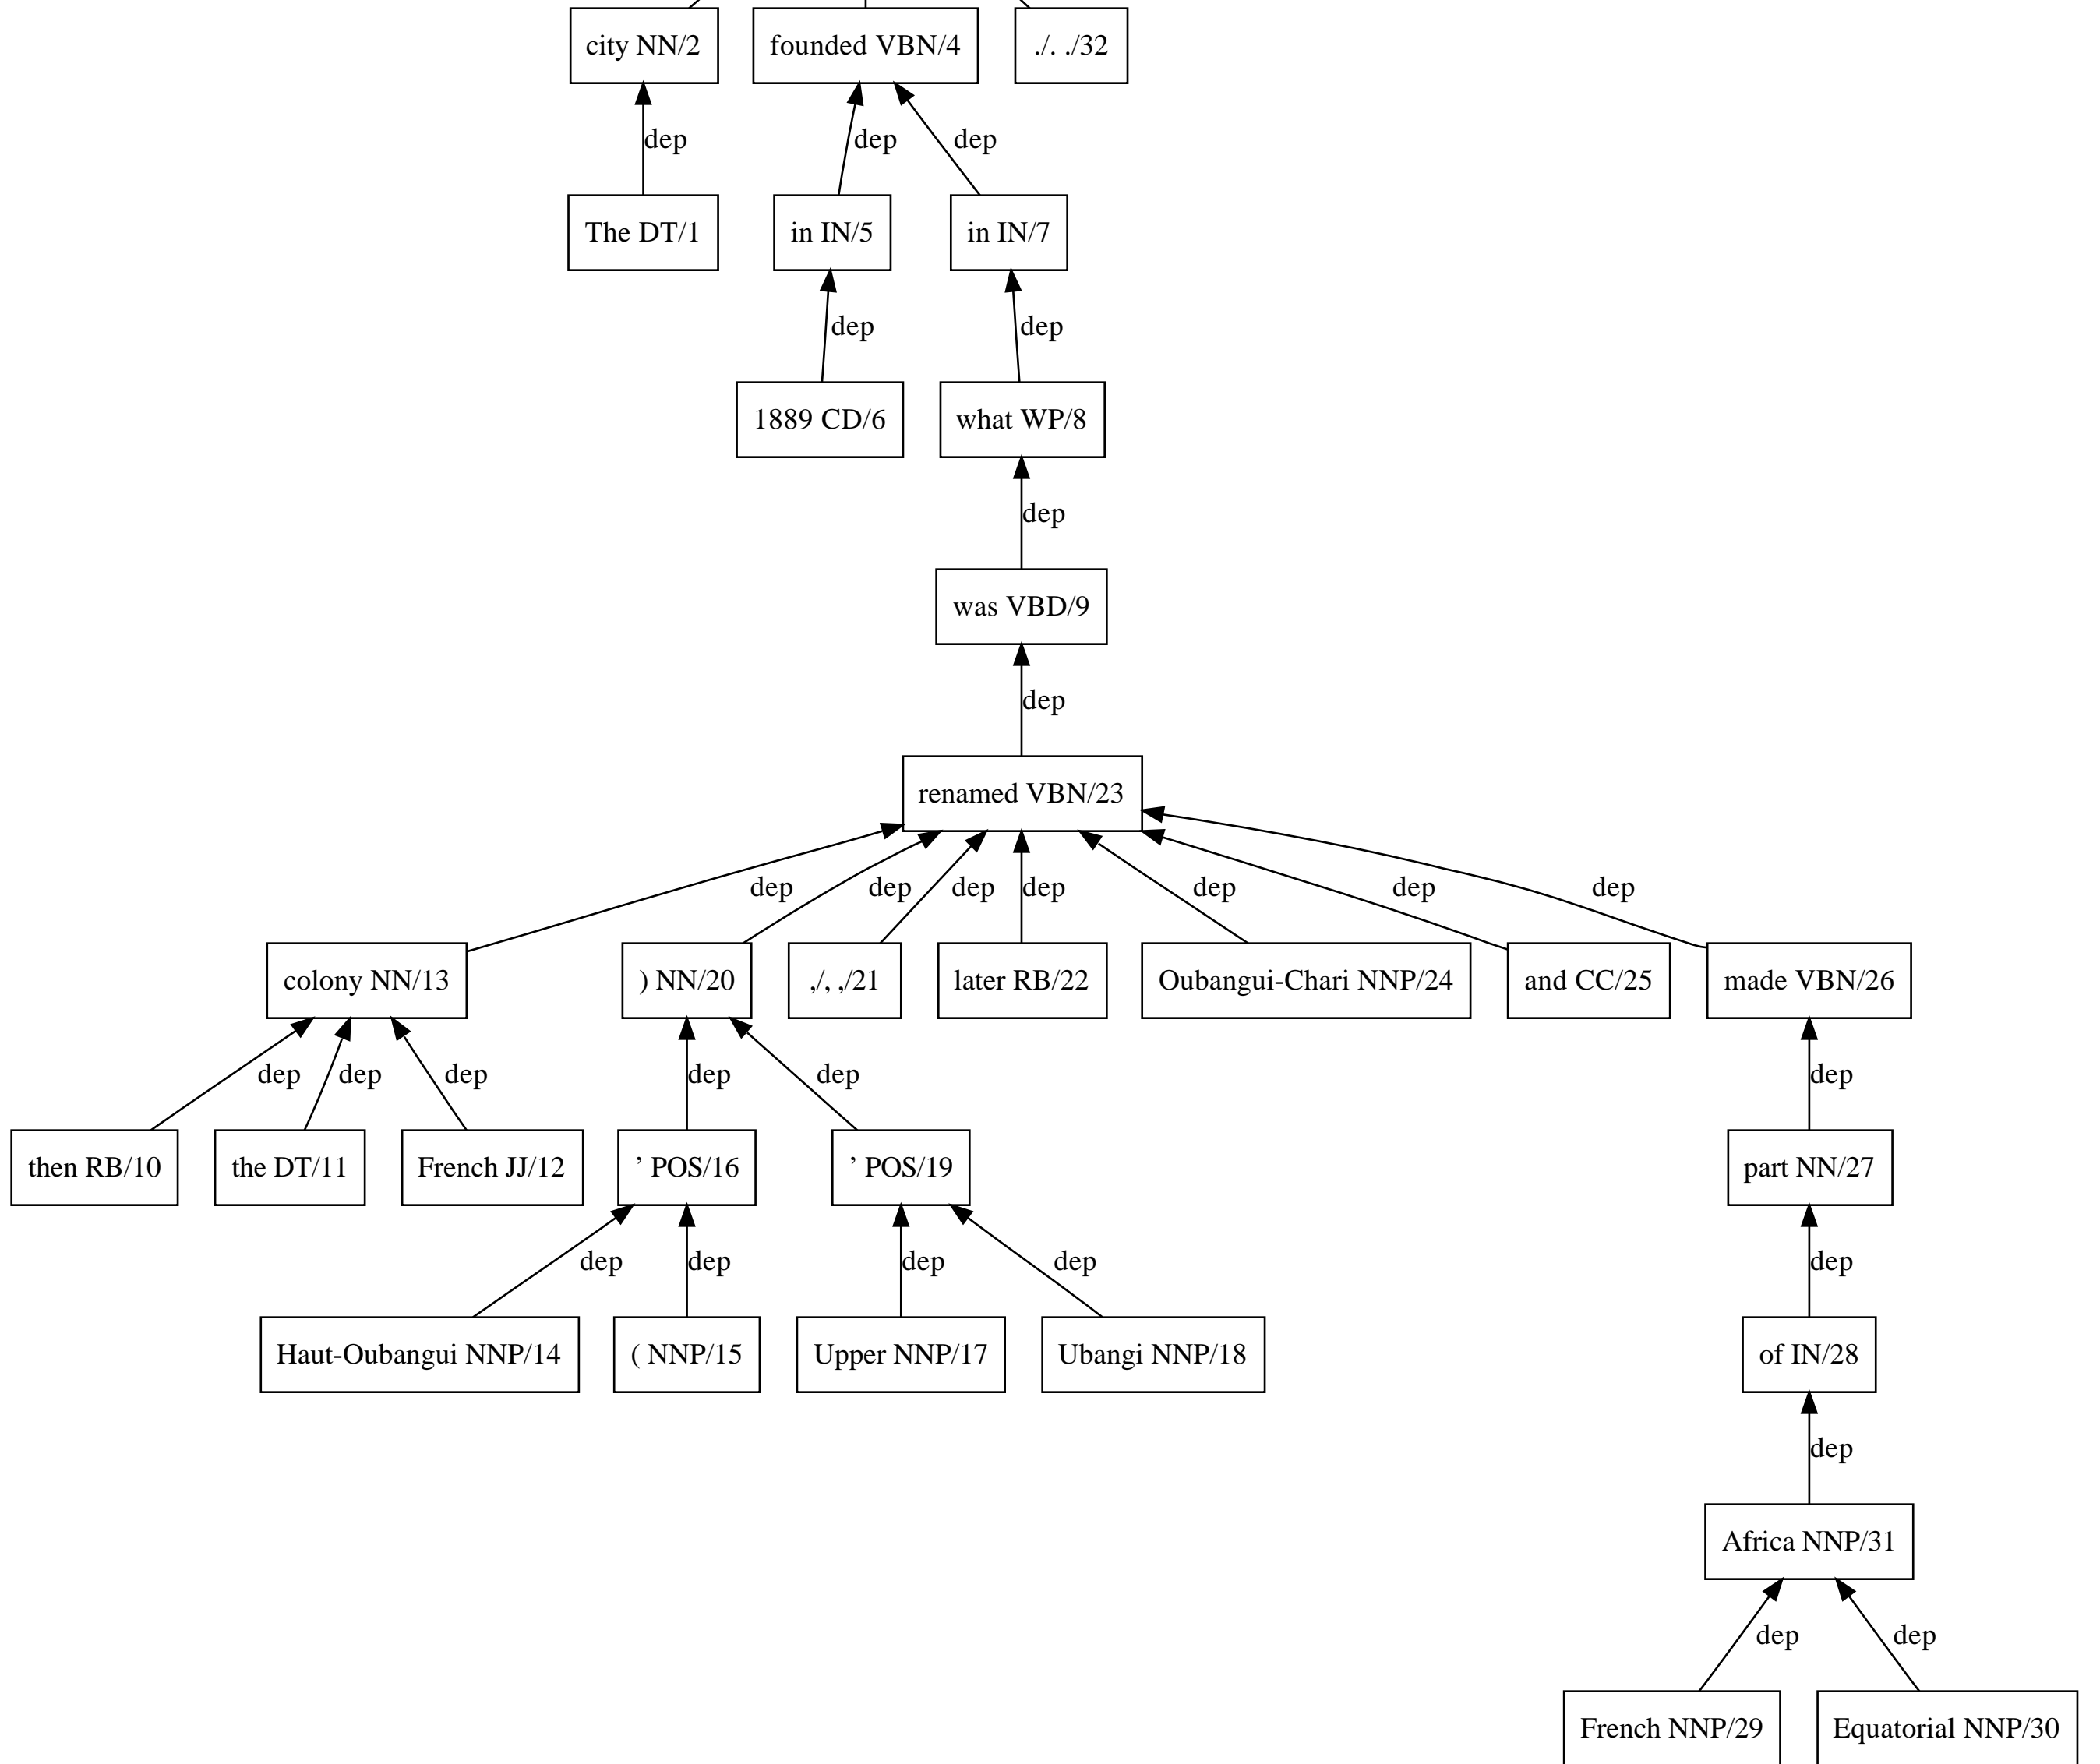 city NN/2
founded VBN/4
./. ./32
dep
dep
dep
The DT/1
in IN/5
in IN/7
dep
dep
1889 CD/6
what WP/8
dep
was VBD/9
dep
renamed VBN/23
dep
dep
dep
dep
dep
dep
dep
colony NN/13
) NN/20
,/, ,/21
later RB/22
Oubangui-Chari NNP/24
and CC/25
made VBN/26
dep
dep
dep
dep
dep
dep
then RB/10
the DT/11
French JJ/12
’ POS/16
’ POS/19
part NN/27
dep
dep
dep
dep
dep
Haut-Oubangui NNP/14
( NNP/15
Upper NNP/17
Ubangi NNP/18
of IN/28
dep
Africa NNP/31
dep
dep
French NNP/29
Equatorial NNP/30